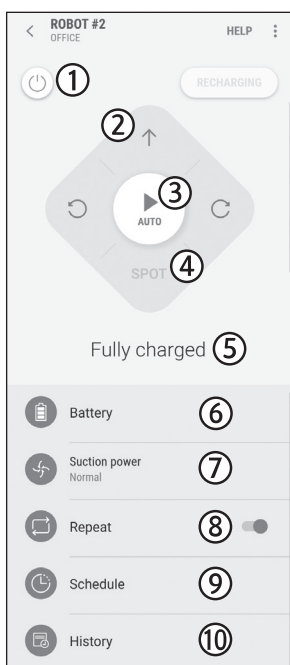 ROBOT #2
OFFICE
HELP
①
RECHARGING
②
③
AUTO
④
SPOT
Fully charged ⑤
Battery ⑥
Suction power
Normal
⑦
Repeat ⑧
Schedule ⑨
History ⑩